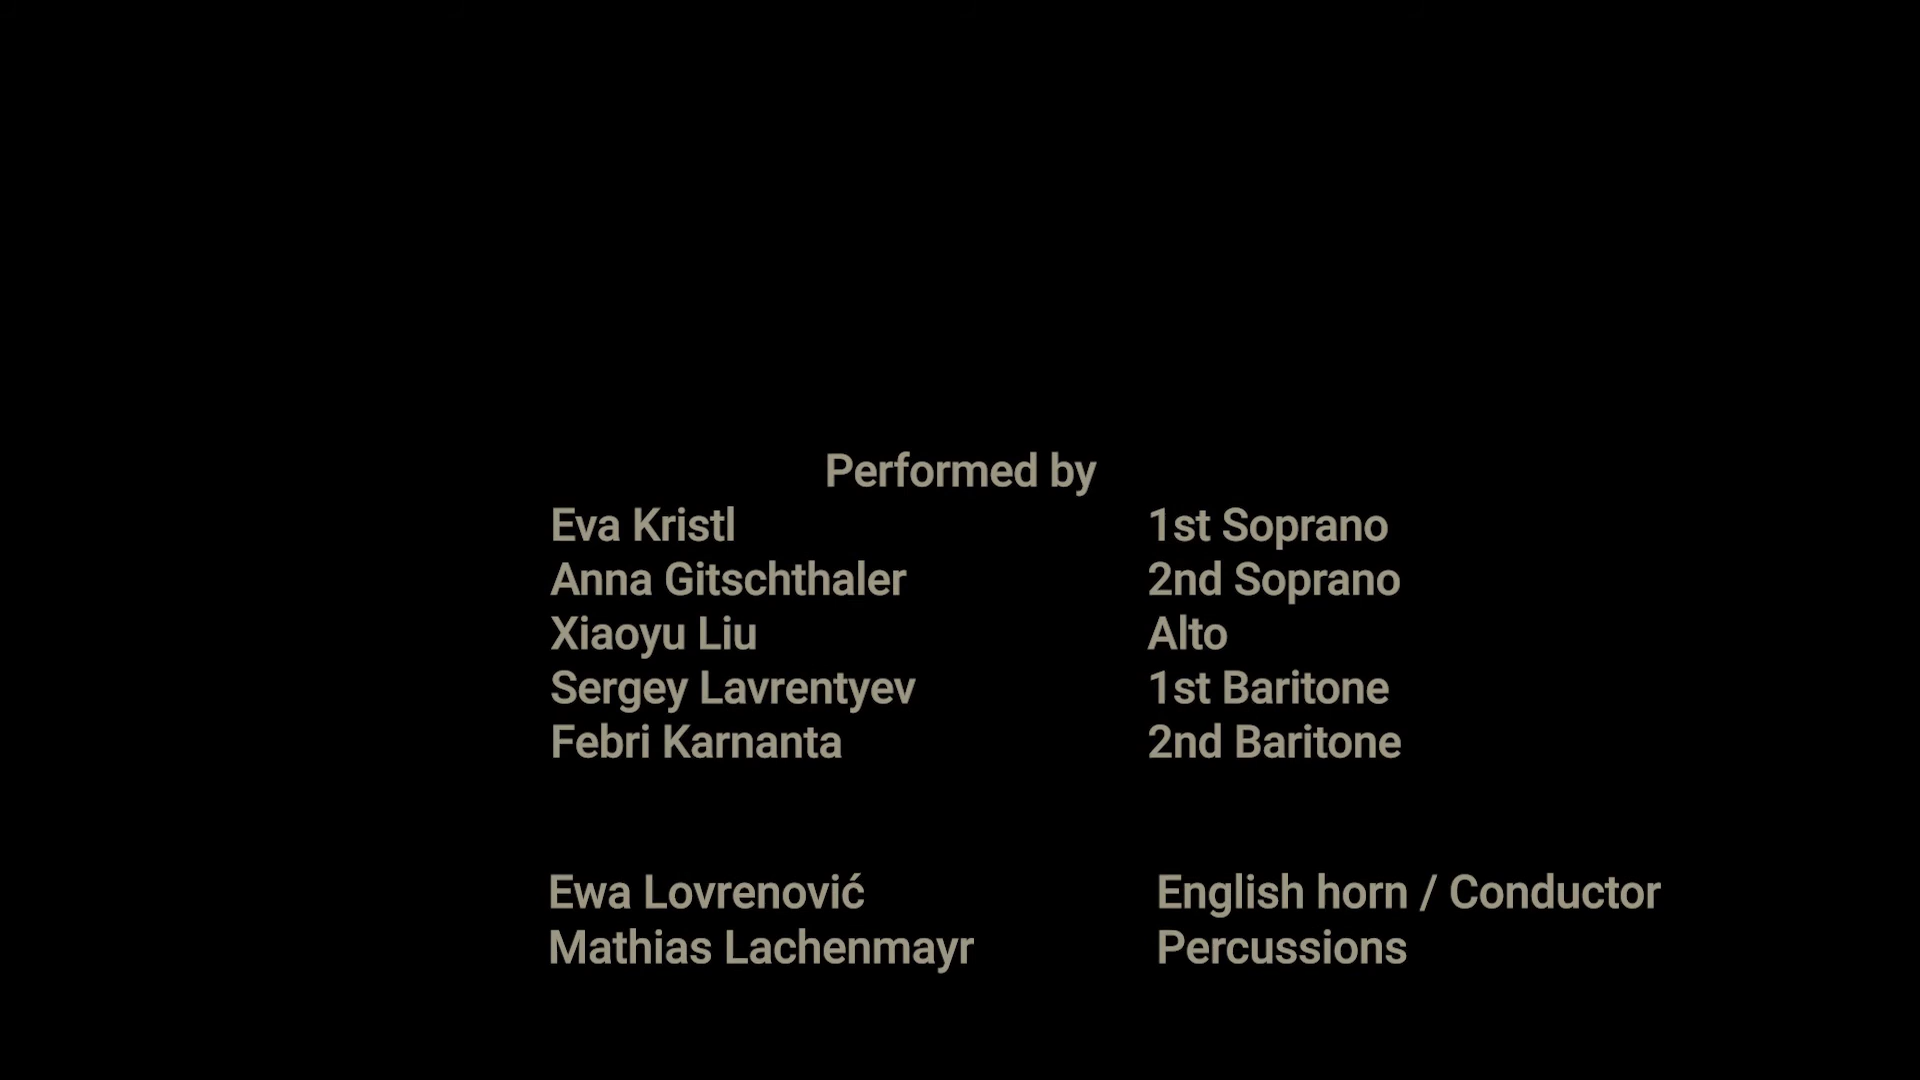 Performed by
Eva Kristl 1st Soprano
Anna Gitschthaler 2nd Soprano
Xiaoyu Liu Alto
Sergey Lavrentyev 1st Baritone
Febri Karnanta 2nd Baritone
Ewa Lovrenović English horn / Conductor
Mathias Lachenmayr Percussions